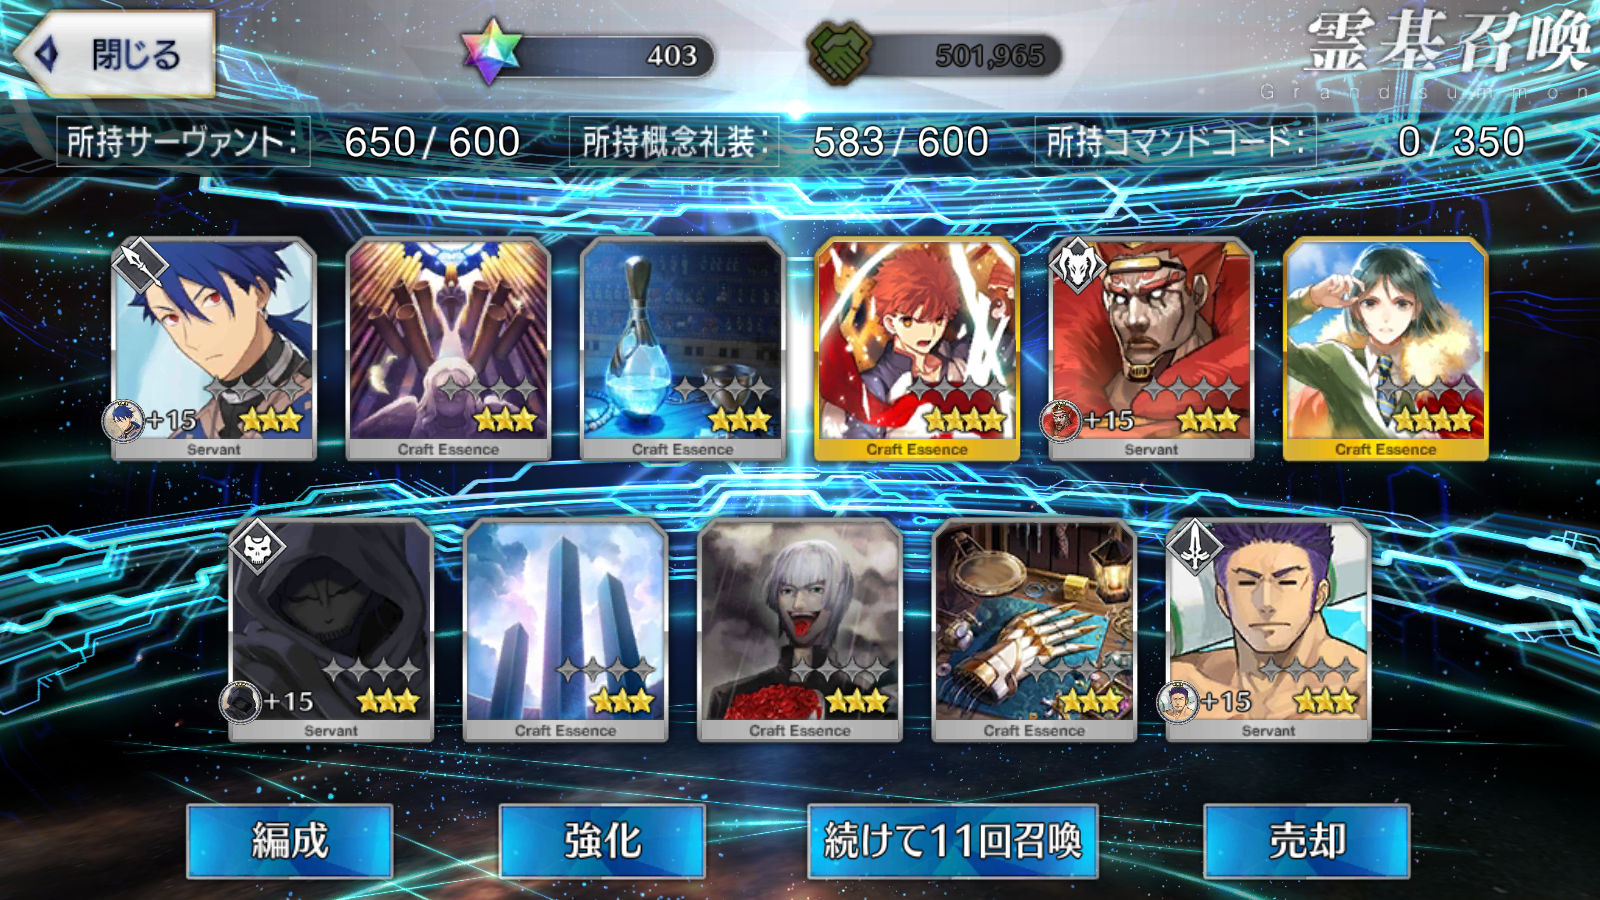 閉じる
403
501,965
霊基召喚
Grand summon
所持サーヴァント: 650 / 600
所持概念礼装: 583 / 600
所持コマンドコード: 0 / 350
+15
Servant
Craft Essence
Craft Essence
Craft Essence
+15
Servant
Craft Essence
+15
Servant
Craft Essence
Craft Essence
Craft Essence
+15
Servant
編成
強化
続けて11回召喚
売却